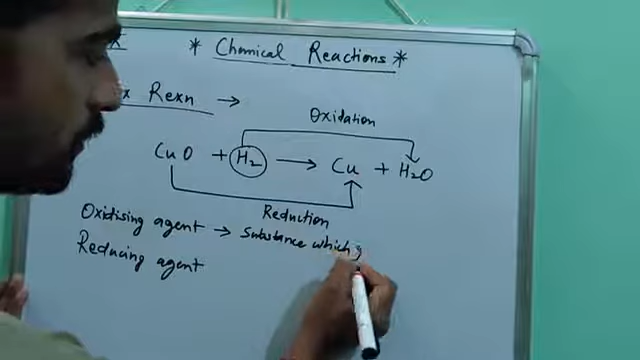 * Chemical Reactions *
x Rexn →
Oxidation
CuO + H₂ → Cu + H₂O
Reduction
Oxidising agent → Substance which
Reducing agent